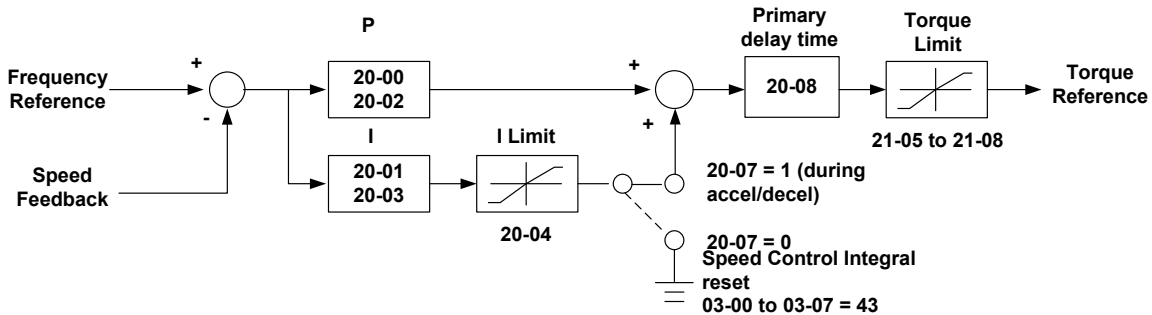 P
Primary
delay time
Torque
Limit
+
Frequency
Reference
-
20-00
20-02
+
+
20-08
Torque
Reference
21-05 to 21-08
I
I Limit
Speed
Feedback
20-01
20-03
20-04
20-07 = 1 (during
accel/decel)
20-07 = 0
Speed Control Integral
reset
03-00 to 03-07 = 43